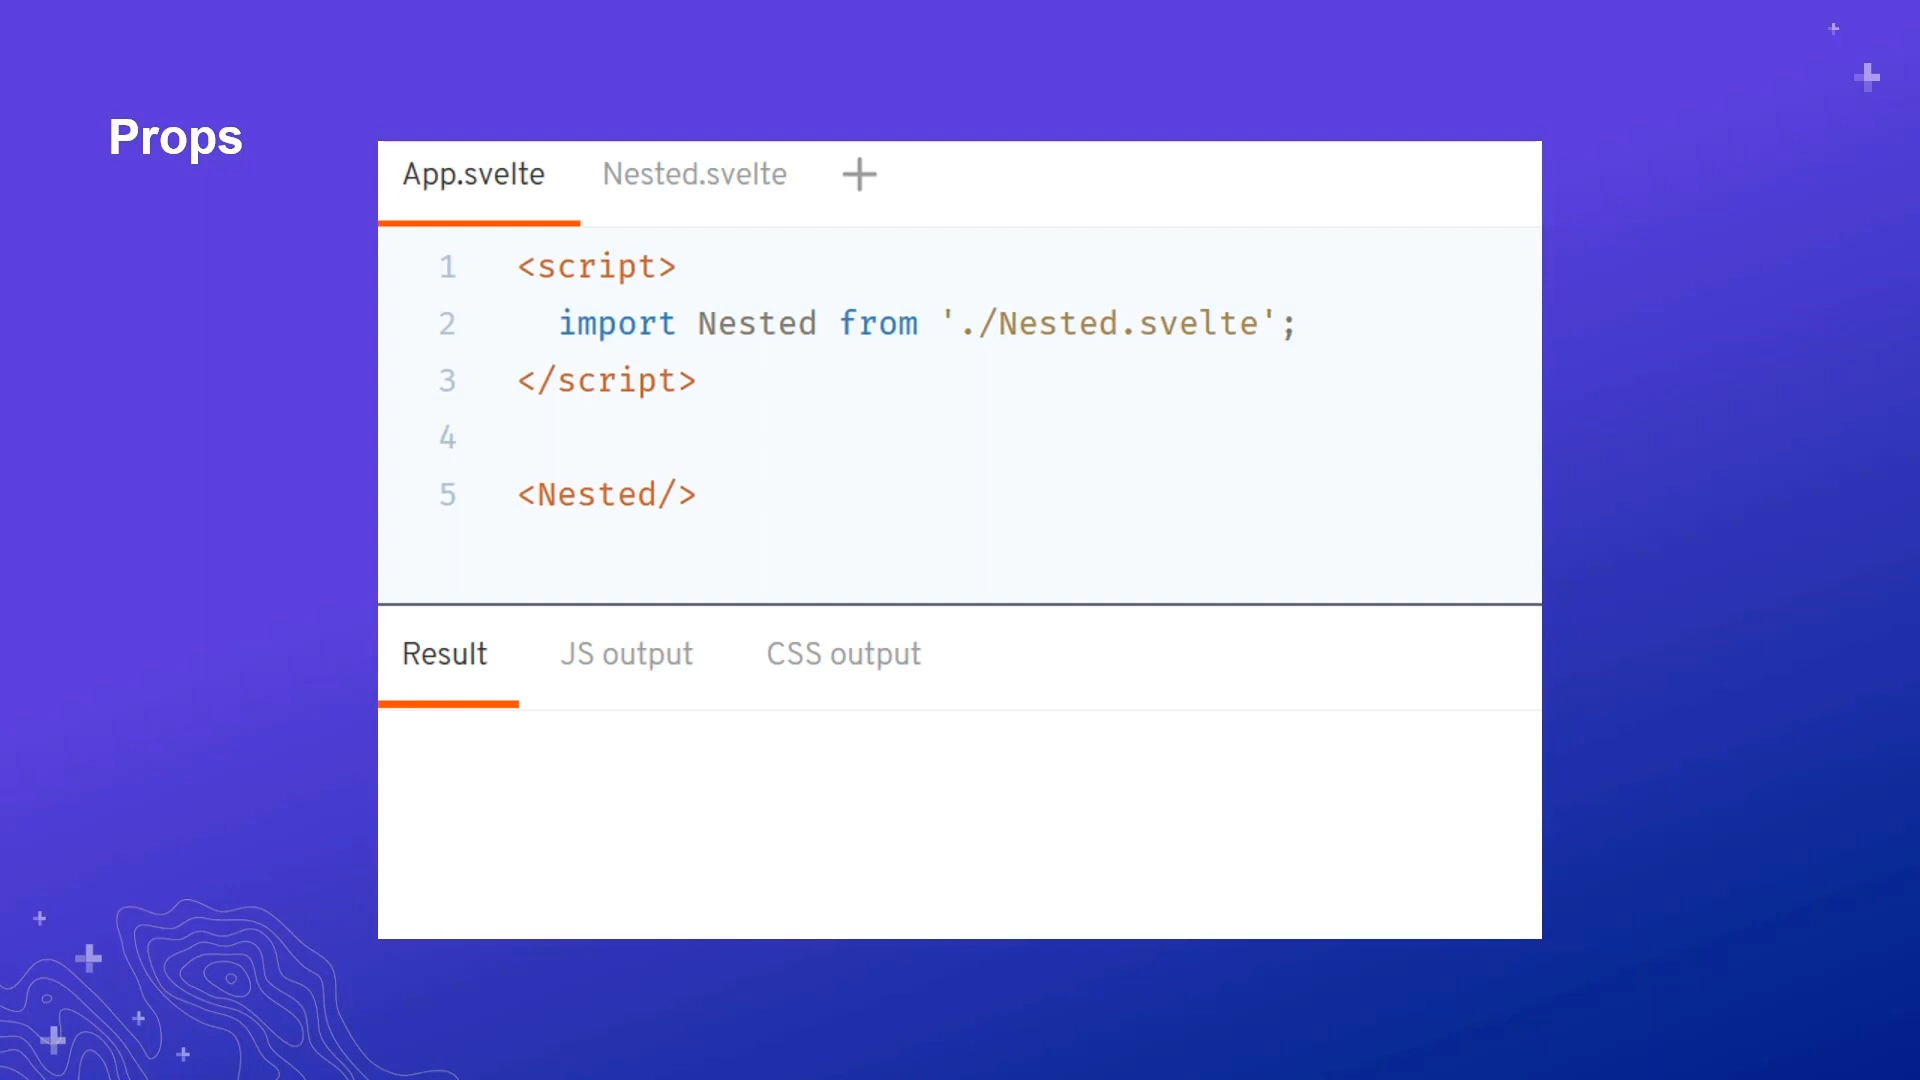 Props
App.svelte Nested.svelte +
1 <script>
2   import Nested from './Nested.svelte';
3 </script>
4
5 <Nested/>
Result JS output CSS output